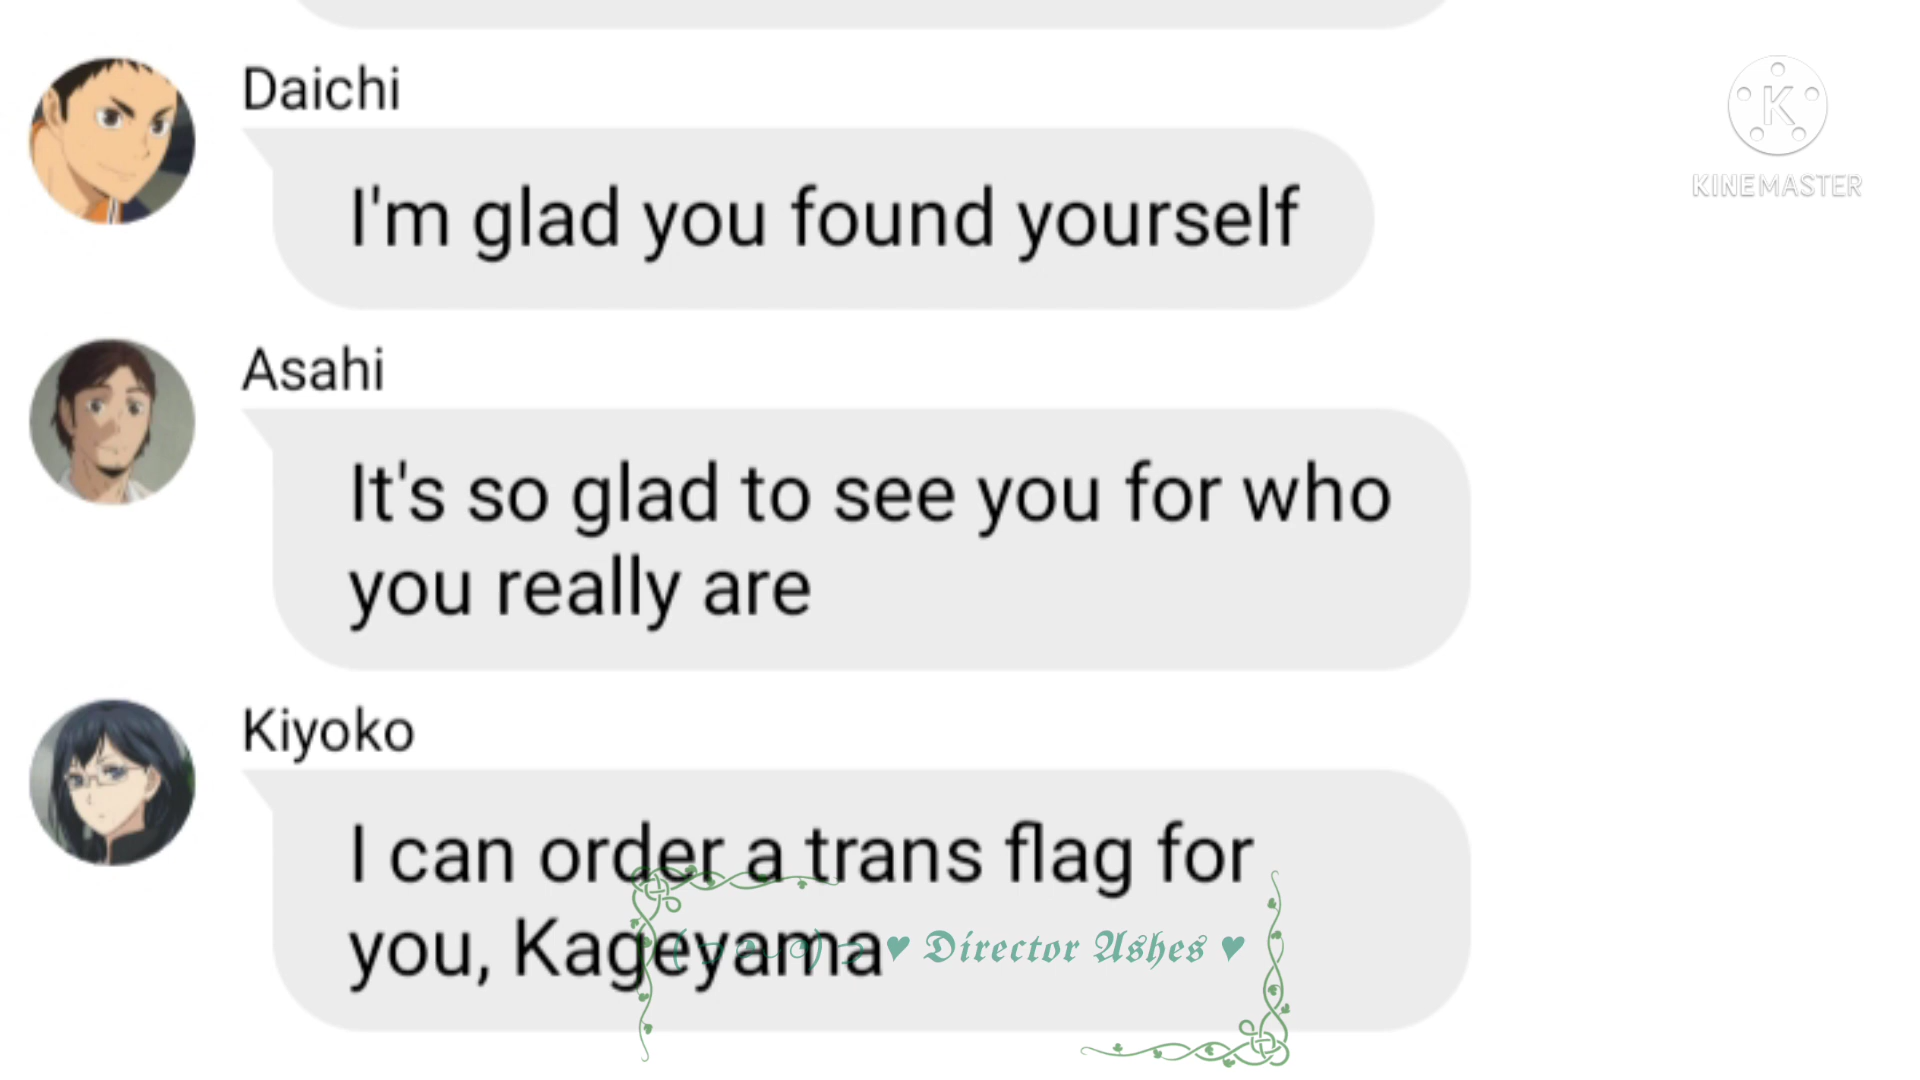 Daichi
I'm glad you found yourself
KINEMASTER
Asahi
It's so glad to see you for who
you really are
Kiyoko
I can order a trans flag for
you, Kageyama
♥ Director Ashes ♥